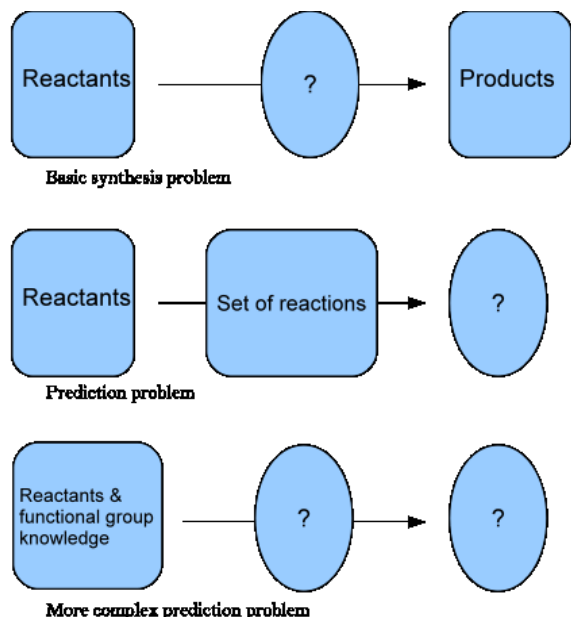 Reactants
?
Products
Basic synthesis problem
Reactants
Set of reactions
?
Prediction problem
Reactants &
functional group
knowledge
?
?
More complex prediction problem